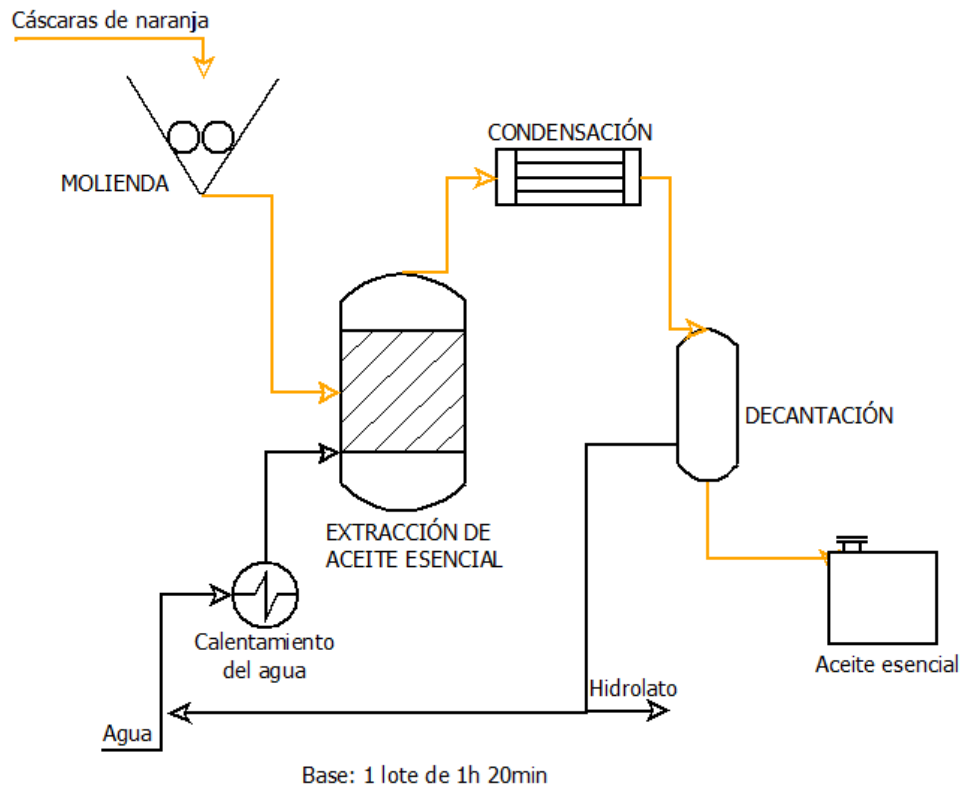 Cáscaras de naranja
MOLIENDA
CONDENSACIÓN
DECANTACIÓN
EXTRACCIÓN DE
ACEITE ESENCIAL
Calentamiento
del agua
Aceite esencial
Hidrolato
Agua
Base: 1 lote de 1h 20min